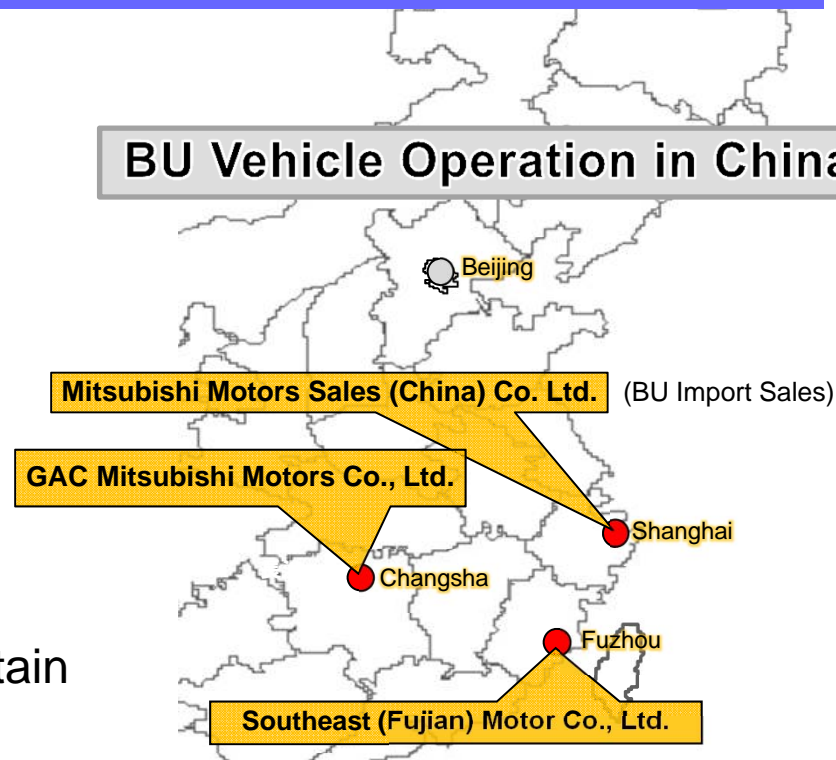 BU Vehicle Operation in China
Beijing
Mitsubishi Motors Sales (China) Co. Ltd. (BU Import Sales)
GAC Mitsubishi Motors Co., Ltd.
Shanghai
Changsha
Fuzhou
tain
Southeast (Fujian) Motor Co., Ltd.